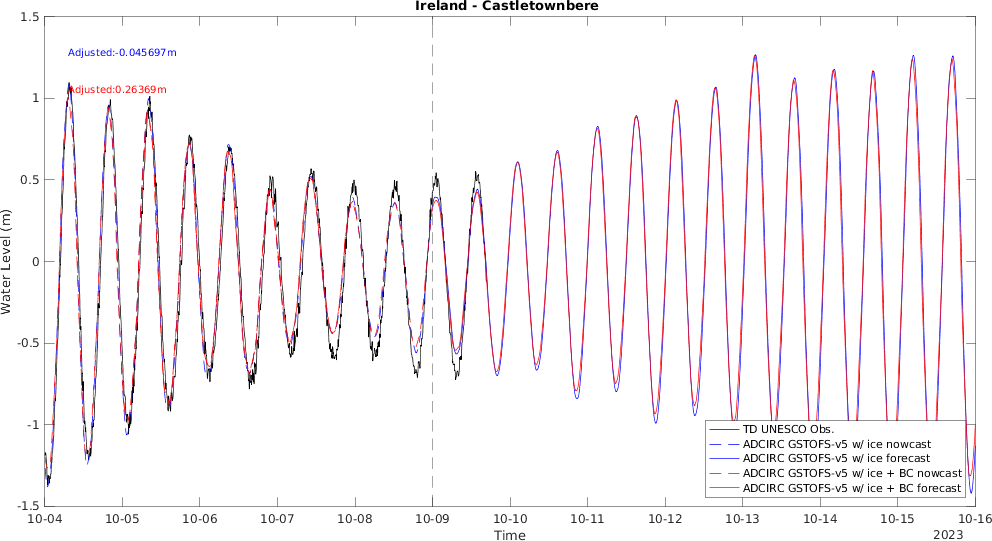 Ireland - Castletownbere
Adjusted:-0.045697m
Adjusted:0.26369m
Water Level (m)
1.5
1
0.5
0
-0.5
-1
-1.5
TD UNESCO Obs.
ADCIRC GSTOFS-v5 w/ ice nowcast
ADCIRC GSTOFS-v5 w/ ice forecast
ADCIRC GSTOFS-v5 w/ ice + BC nowcast
ADCIRC GSTOFS-v5 w/ ice + BC forecast
10-04 10-05 10-06 10-07 10-08 10-09 10-10 10-11 10-12 10-13 10-14 10-15 10-16
Time
2023